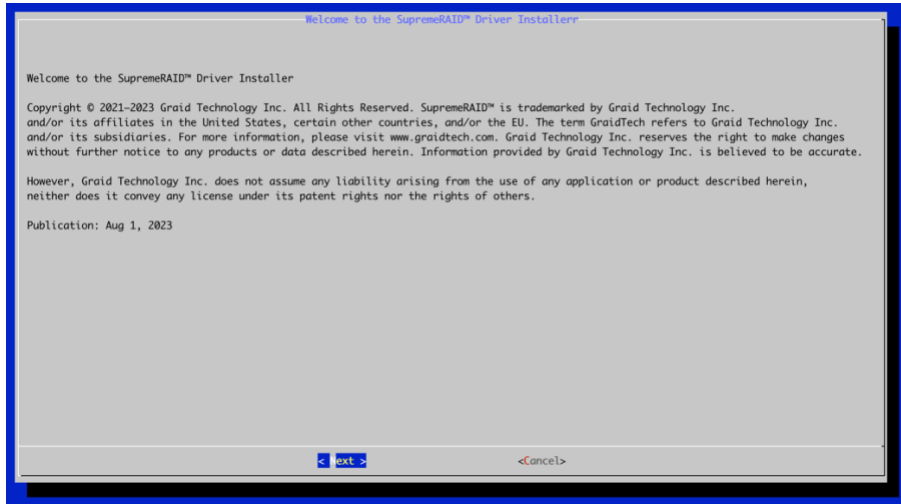 Welcome to the SupremeRAID™ Driver Installerr
Welcome to the SupremeRAID™ Driver Installer
Copyright © 2021–2023 Graid Technology Inc. All Rights Reserved. SupremeRAID™ is trademarked by Graid Technology Inc.
and/or its affiliates in the United States, certain other countries, and/or the EU. The term GraidTech refers to Graid Technology Inc.
and/or its subsidiaries. For more information, please visit www.graidtech.com. Graid Technology Inc. reserves the right to make changes
without further notice to any products or data described herein. Information provided by Graid Technology Inc. is believed to be accurate.
However, Graid Technology Inc. does not assume any liability arising from the use of any application or product described herein,
neither does it convey any license under its patent rights nor the rights of others.
Publication: Aug 1, 2023
< Next > <Cancel>